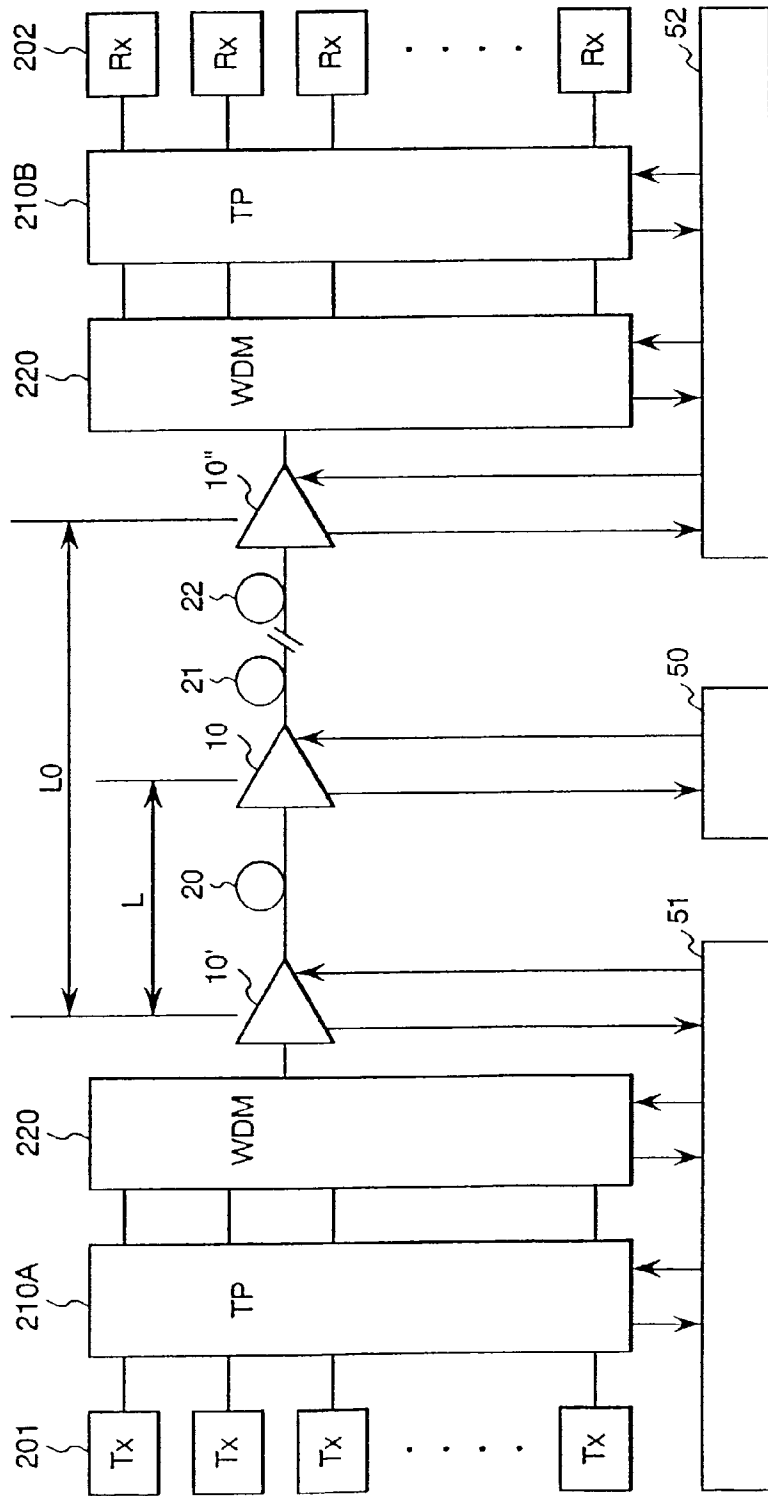 201
210A
220
10'
20
10
21
22
10"
220
210B
202
L0
L
Tx
Tx
Tx
. . . .
Tx
TP
WDM
WDM
TP
Rx
Rx
Rx
. . . .
Rx
51
50
52